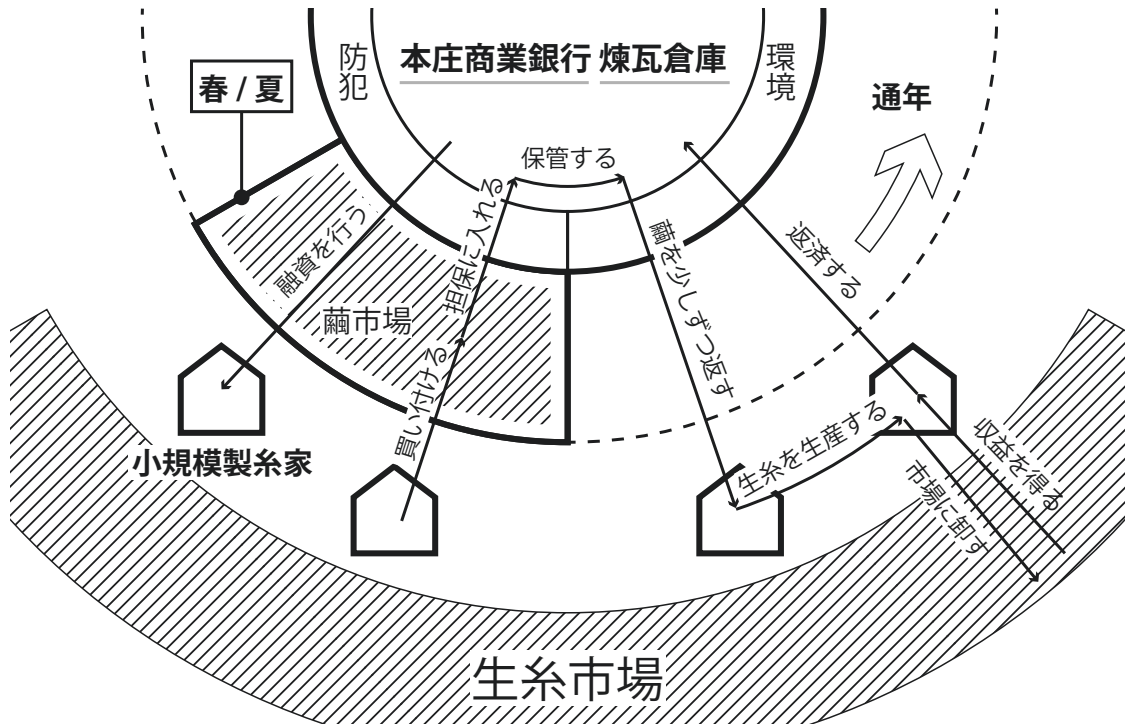 本庄商業銀行 煉瓦倉庫
防犯
環境
春 / 夏
通年
保管する
融資を行う
担保に入れる
繭を少しずつ返す
返済する
繭市場
買い付ける
小規模製糸家
生糸を生産する
収益を得る
市場に卸す
生糸市場